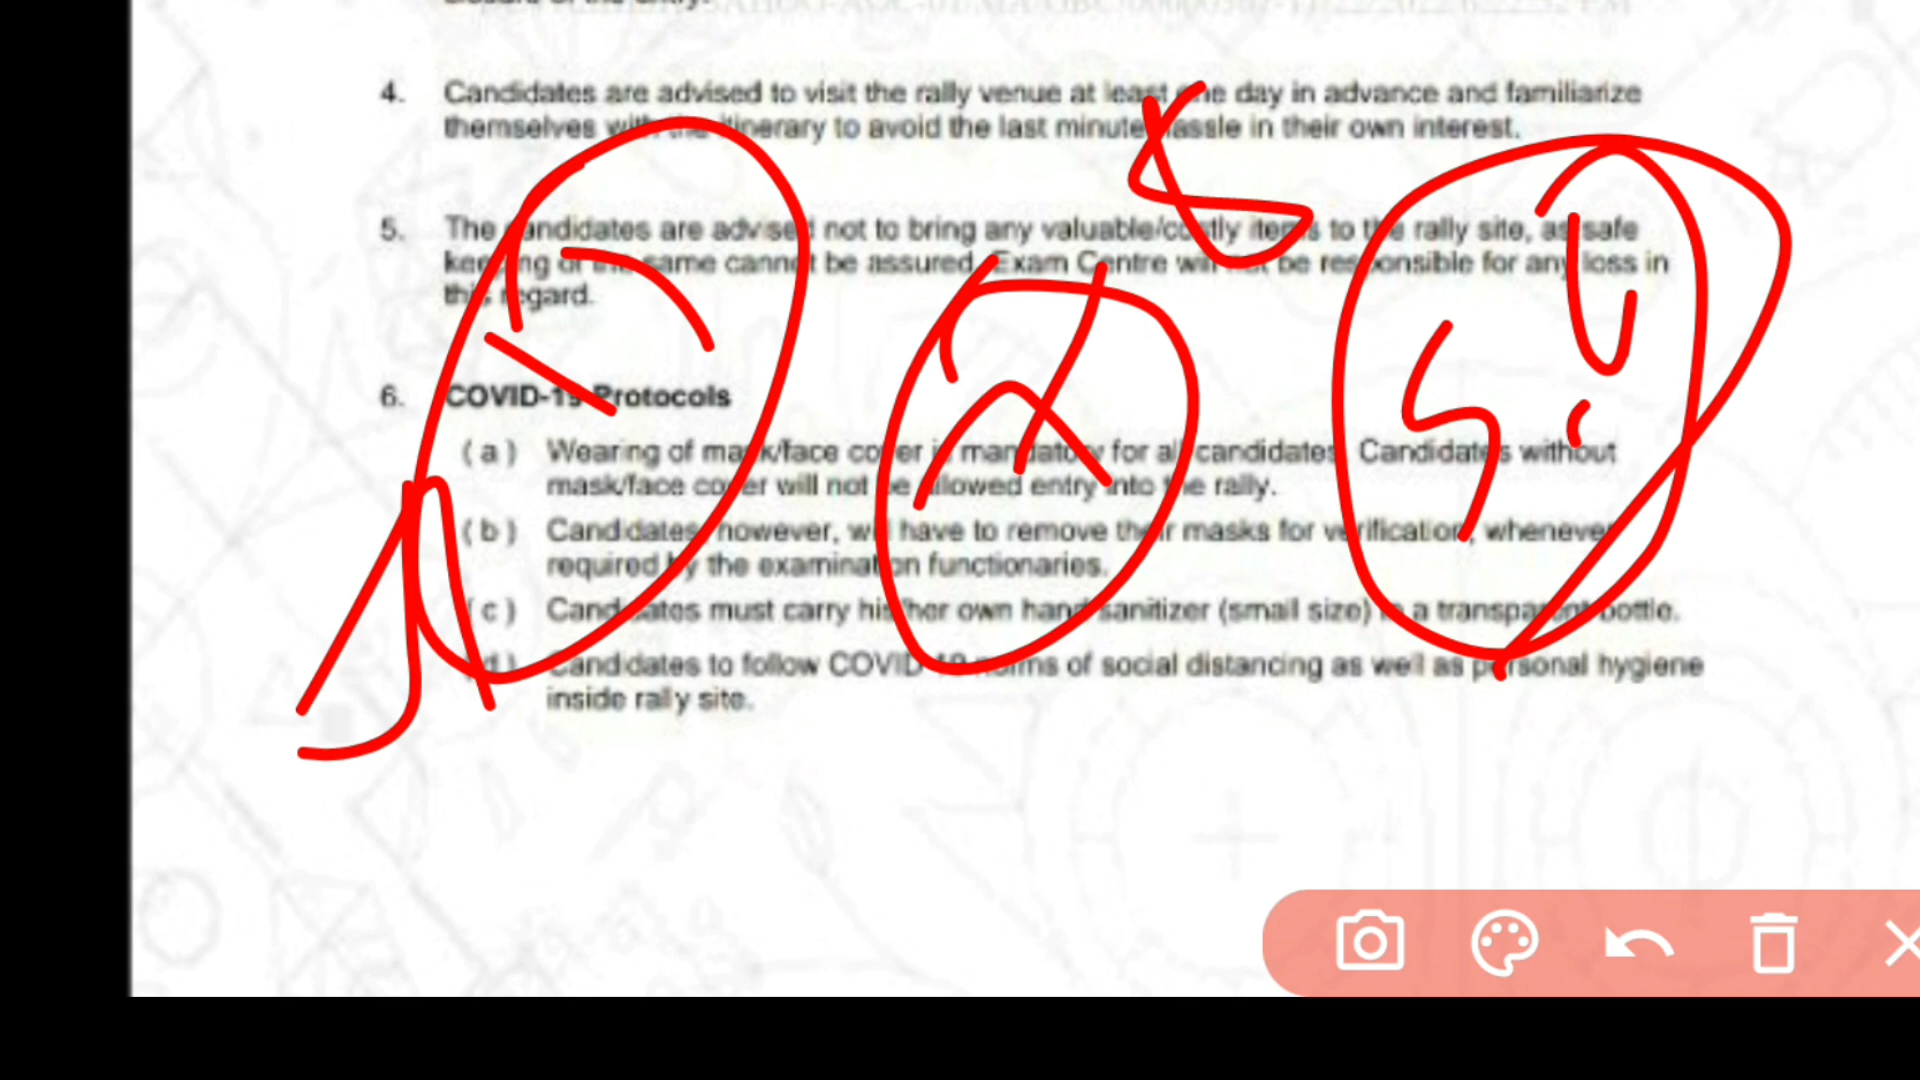 4. Candidates are advised to visit the rally venue at least one day in advance and familiarize
themselves with the itinerary to avoid the last minute hassle in their own interest.
5. The candidates are advised not to bring any valuable/costly items to the rally site, as safe
keeping of the same cannot be assured. Exam Centre will not be responsible for any loss in
this regard.
6. COVID-19 Protocols
(a) Wearing of mask/face cover is mandatory for all candidates. Candidates without
mask/face cover will not be allowed entry into the rally.
(b) Candidates, however, will have to remove their masks for verification, whenever
required by the examination functionaries.
(c) Candidates must carry his/her own hand sanitizer (small size) in a transparent bottle.
(d) Candidates to follow COVID-19 norms of social distancing as well as personal hygiene
inside rally site.